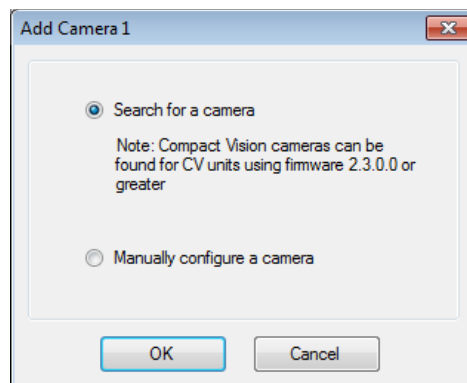 Add Camera 1
Search for a camera
Note: Compact Vision cameras can be
found for CV units using firmware 2.3.0.0 or
greater
Manually configure a camera
OK
Cancel